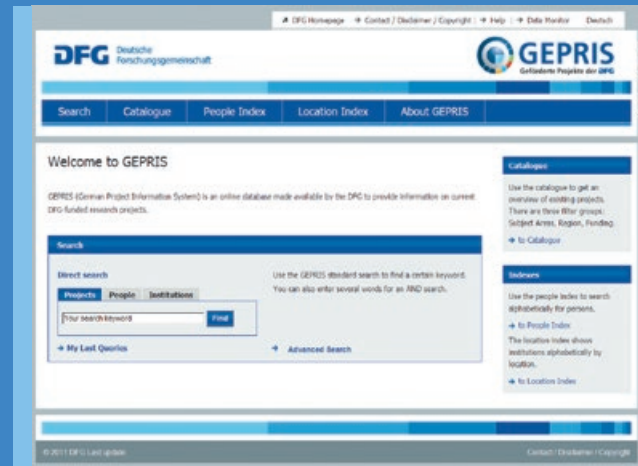 DFG Homepage Contact / Disclaimer / Copyright Help Data Monitor Deutsch
DFG Deutsche
Forschungsgemeinschaft
GEPRIS
Geförderte Projekte der DFG
Search Catalogue People Index Location Index About GEPRIS
Welcome to GEPRIS
GEPRIS (German Project Information System) is an online database made available by the DFG to provide information on current
DFG-funded research projects.
Search
Direct search
Projects People Institutions
Your search keyword Find
My Last Queries
Use the GEPRIS standard search to find a certain keyword.
You can also enter several words for an AND search.
Advanced Search
Catalogue
Use the catalogue to get an
overview of existing projects.
There are three filter groups:
Subject Areas, Region, Funding.
to Catalogue
Indexes
Use the people index to search
alphabetically for persons.
to People Index
The location index shows
institutions alphabetically by
location.
to Location Index
© 2011 DFG Last update Contact / Disclaimer / Copyright